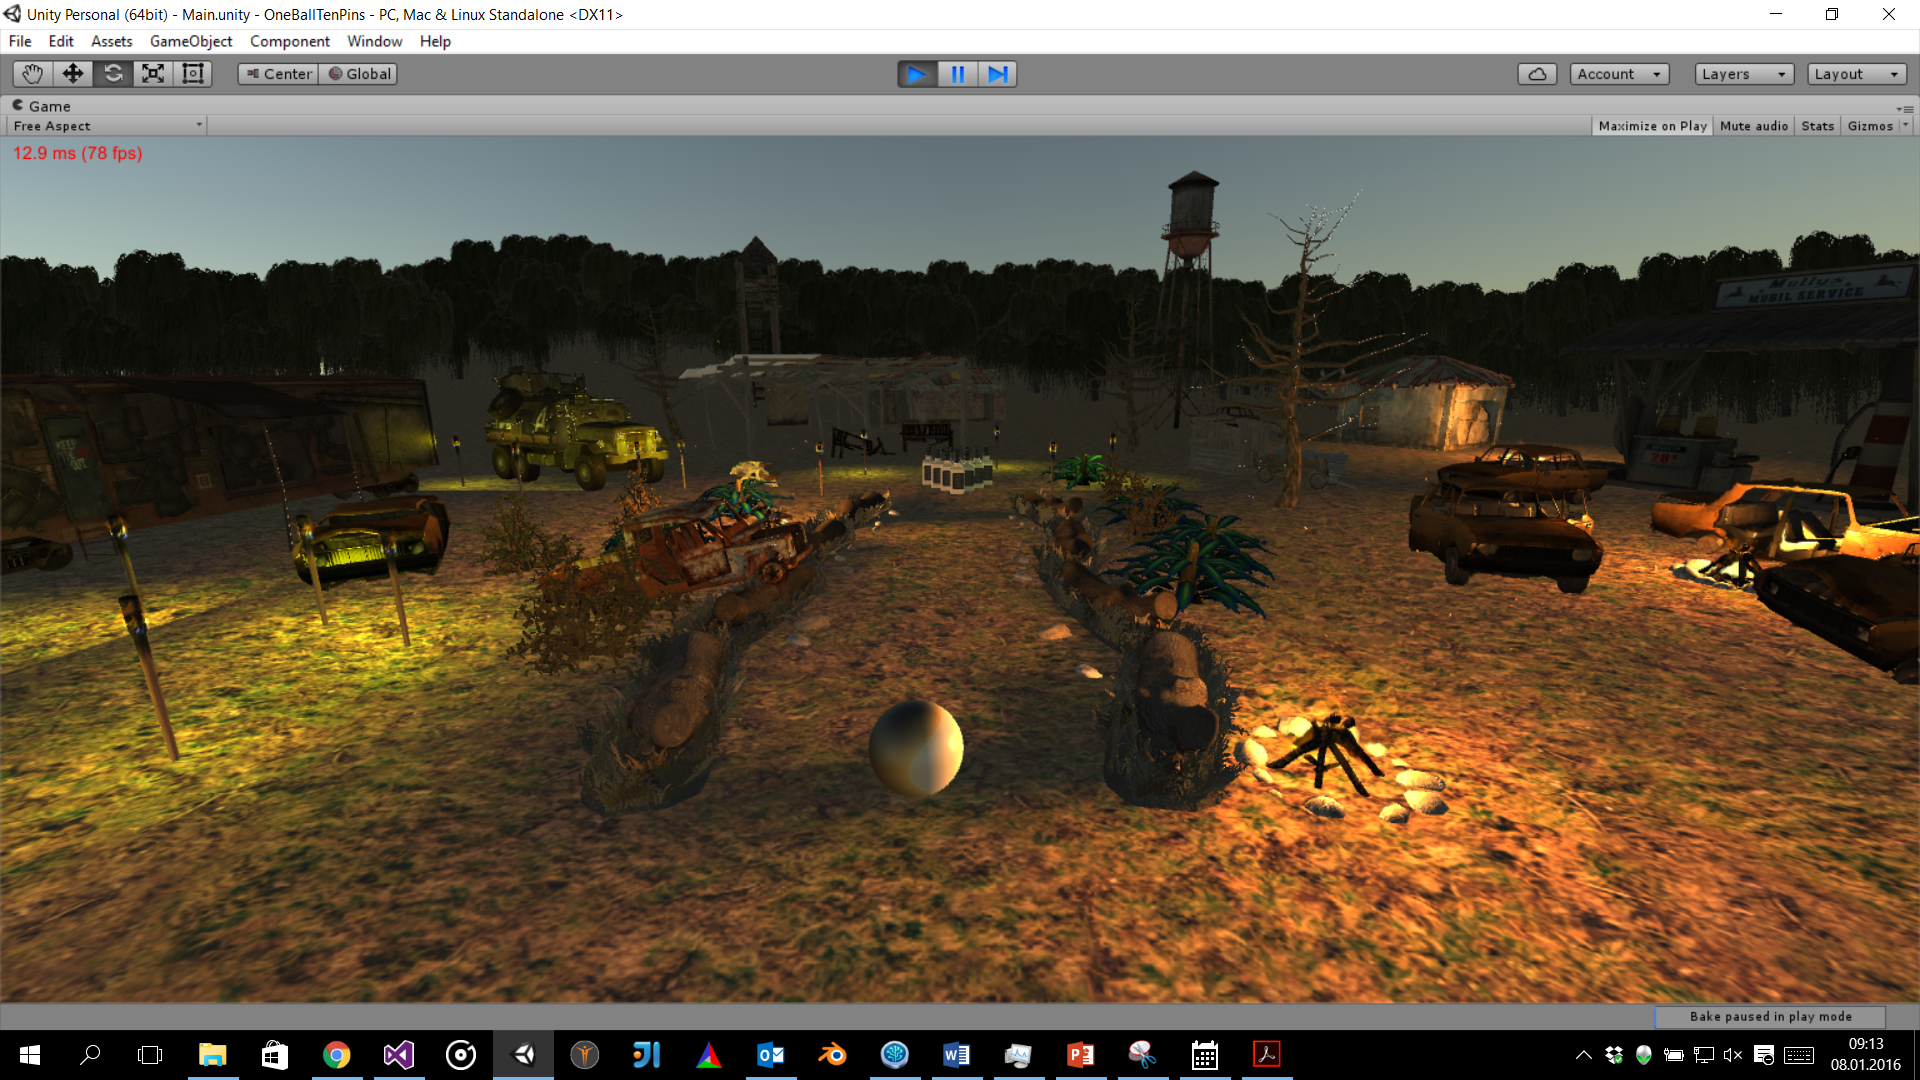 Unity Personal (64bit) - Main.unity - OneBallTenPins - PC, Mac & Linux Standalone <DX11>
File Edit Assets GameObject Component Window Help
Center Global Account Layers Layout
Game
Free Aspect Maximize on Play Mute audio Stats Gizmos
12.9 ms (78 fps)
MOBIL SERVICE
Bake paused in play mode
09:13
08.01.2016